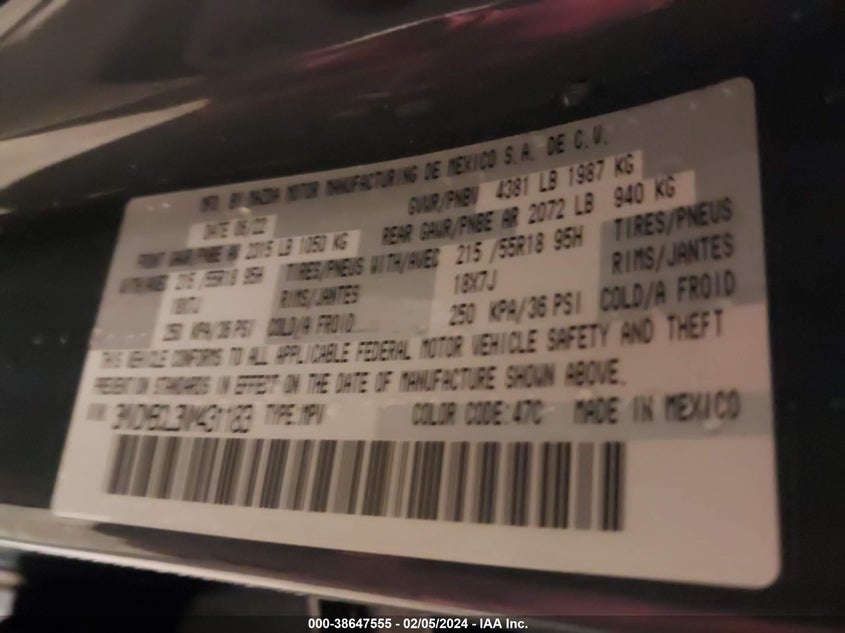 MFD. BY MAZDA MOTOR MANUFACTURING DE MEXICO S.A. DE C.V.
DATE 06/22 GVWR/PNBV 4381 LB 1987 KG
FRONT GAWR/PNBE AV 2315 LB 1050 KG REAR GAWR/PNBE AR 2072 LB 940 KG
WITH/AVEC 215 /55R18 95H TIRES/PNEUS WITH/AVEC 215 /55R18 95H TIRES/PNEUS
18X7J RIMS/JANTES 18X7J RIMS/JANTES
250 KPA/36 PSI COLD/A FROID 250 KPA/36 PSI COLD/A FROID
THIS VEHICLE CONFORMS TO ALL APPLICABLE FEDERAL MOTOR VEHICLE SAFETY AND THEFT
PREVENTION STANDARDS IN EFFECT ON THE DATE OF MANUFACTURE SHOWN ABOVE.
VIN: TYPE:MPV COLOR CODE:47C MADE IN MEXICO
000-38647555 - 02/05/2024 - IAA Inc.